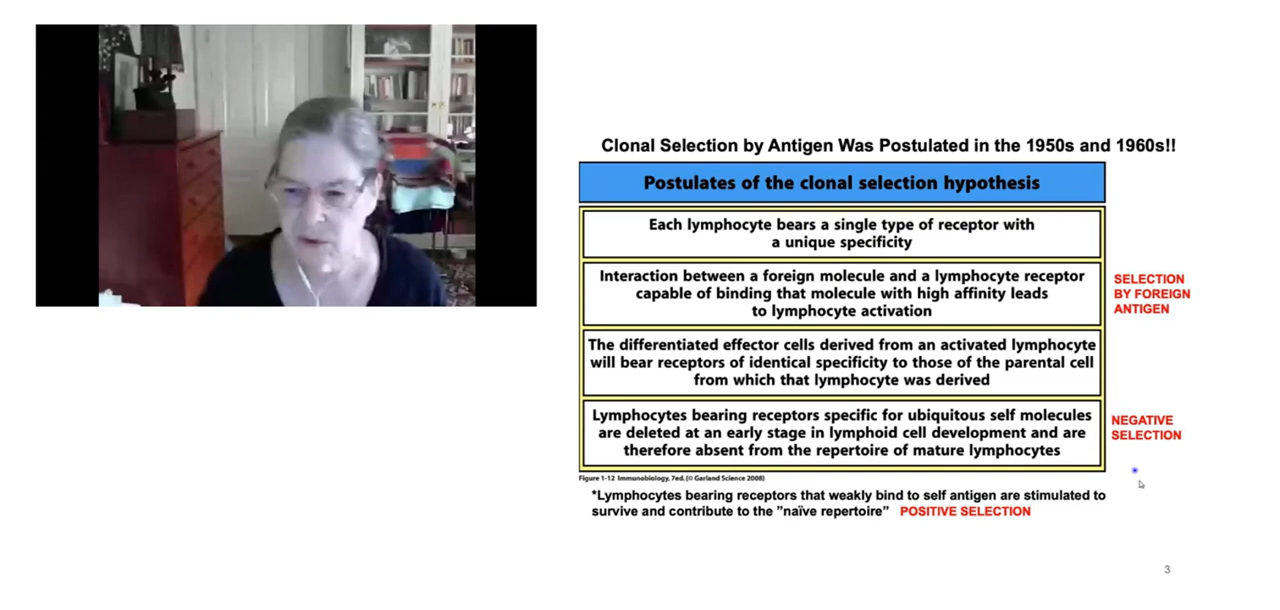 Clonal Selection by Antigen Was Postulated in the 1950s and 1960s!!
Postulates of the clonal selection hypothesis
Each lymphocyte bears a single type of receptor with
a unique specificity
Interaction between a foreign molecule and a lymphocyte receptor
capable of binding that molecule with high affinity leads
to lymphocyte activation
SELECTION
BY FOREIGN
ANTIGEN
The differentiated effector cells derived from an activated lymphocyte
will bear receptors of identical specificity to those of the parental cell
from which that lymphocyte was derived
Lymphocytes bearing receptors specific for ubiquitous self molecules
are deleted at an early stage in lymphoid cell development and are
therefore absent from the repertoire of mature lymphocytes
NEGATIVE
SELECTION
Figure 1-12 Immunobiology, 7ed. (© Garland Science 2008)
*Lymphocytes bearing receptors that weakly bind to self antigen are stimulated to
survive and contribute to the ”naïve repertoire” POSITIVE SELECTION
3